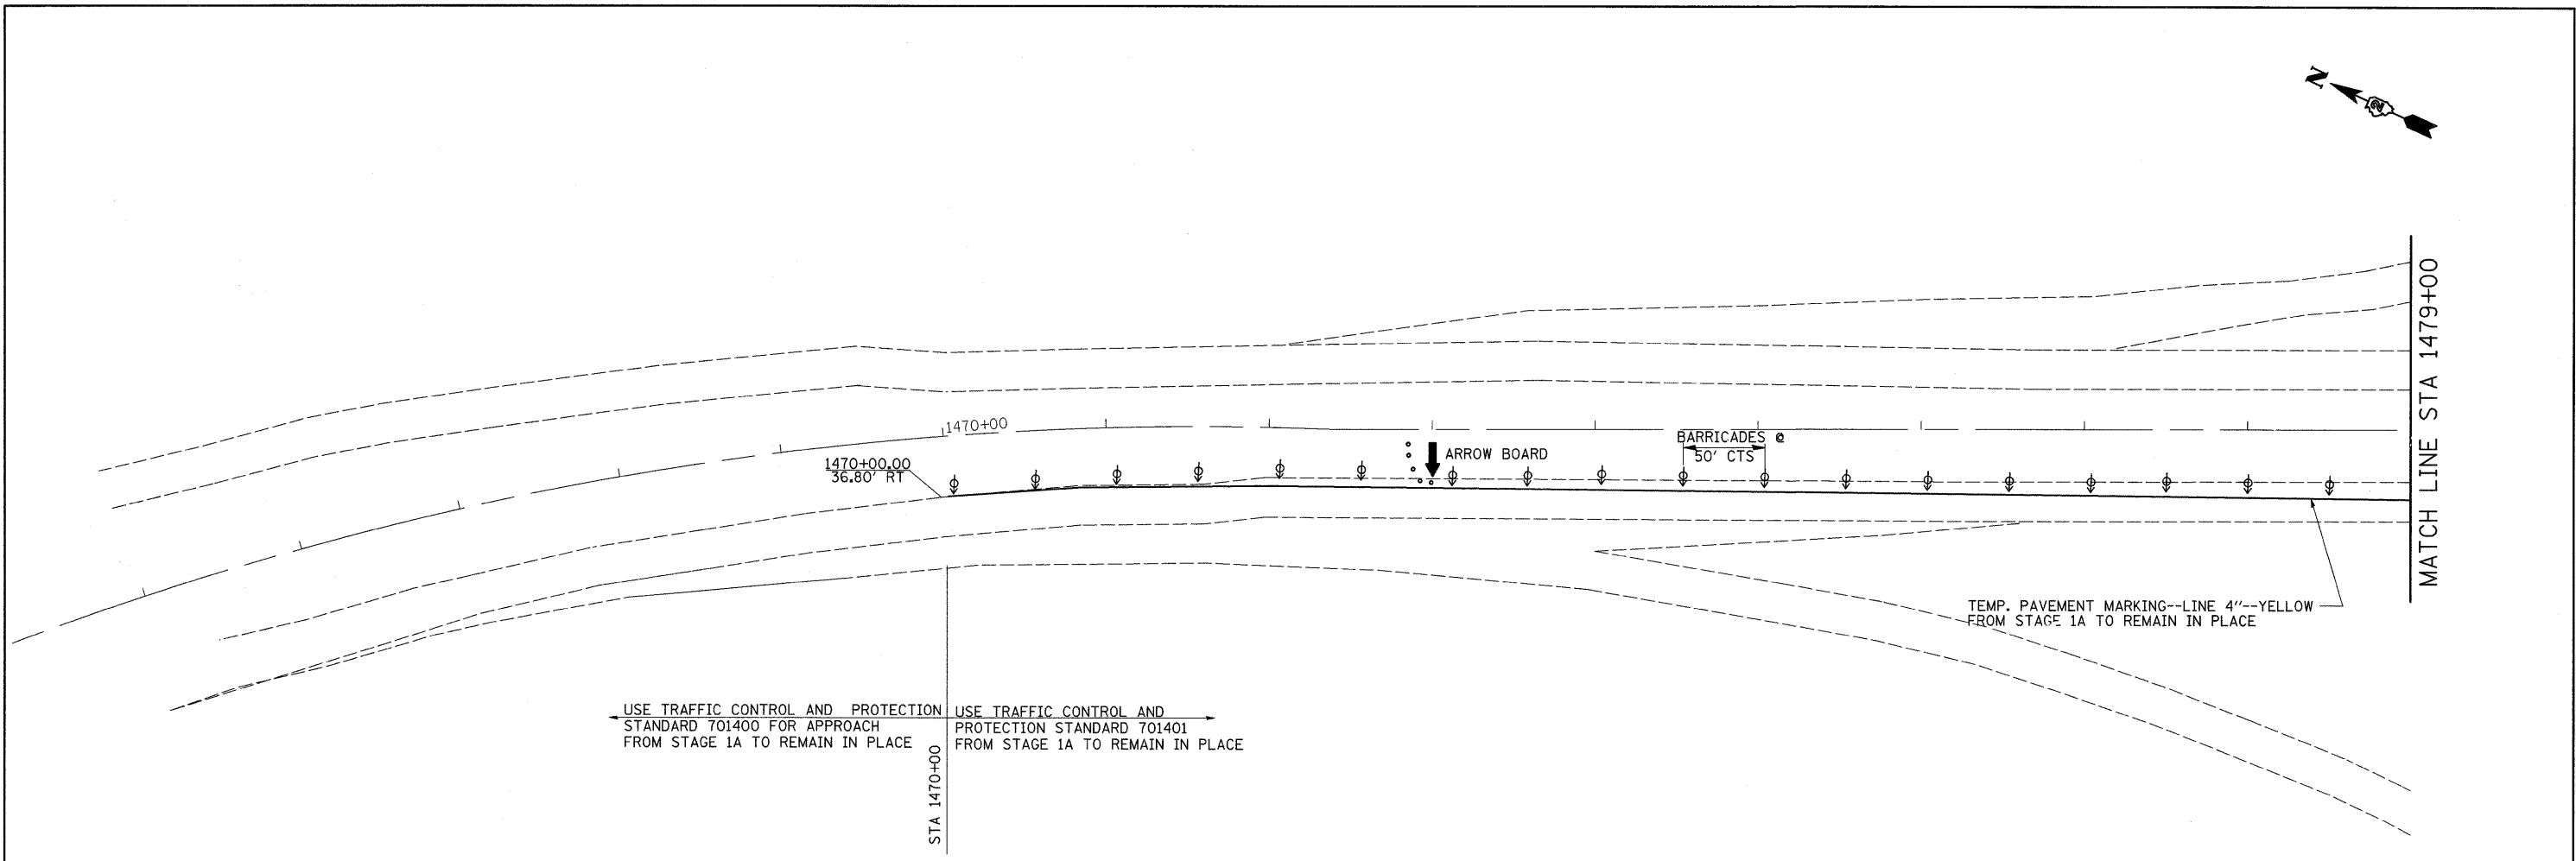 N
2
MATCH LINE STA 1479+00
1470+00
1470+00.00
36.80' RT
ARROW BOARD
BARRICADES @
50' CTS
TEMP. PAVEMENT MARKING--LINE 4"--YELLOW
FROM STAGE 1A TO REMAIN IN PLACE
USE TRAFFIC CONTROL AND PROTECTION
STANDARD 701400 FOR APPROACH
FROM STAGE 1A TO REMAIN IN PLACE
USE TRAFFIC CONTROL AND
PROTECTION STANDARD 701401
FROM STAGE 1A TO REMAIN IN PLACE
STA 1470+00